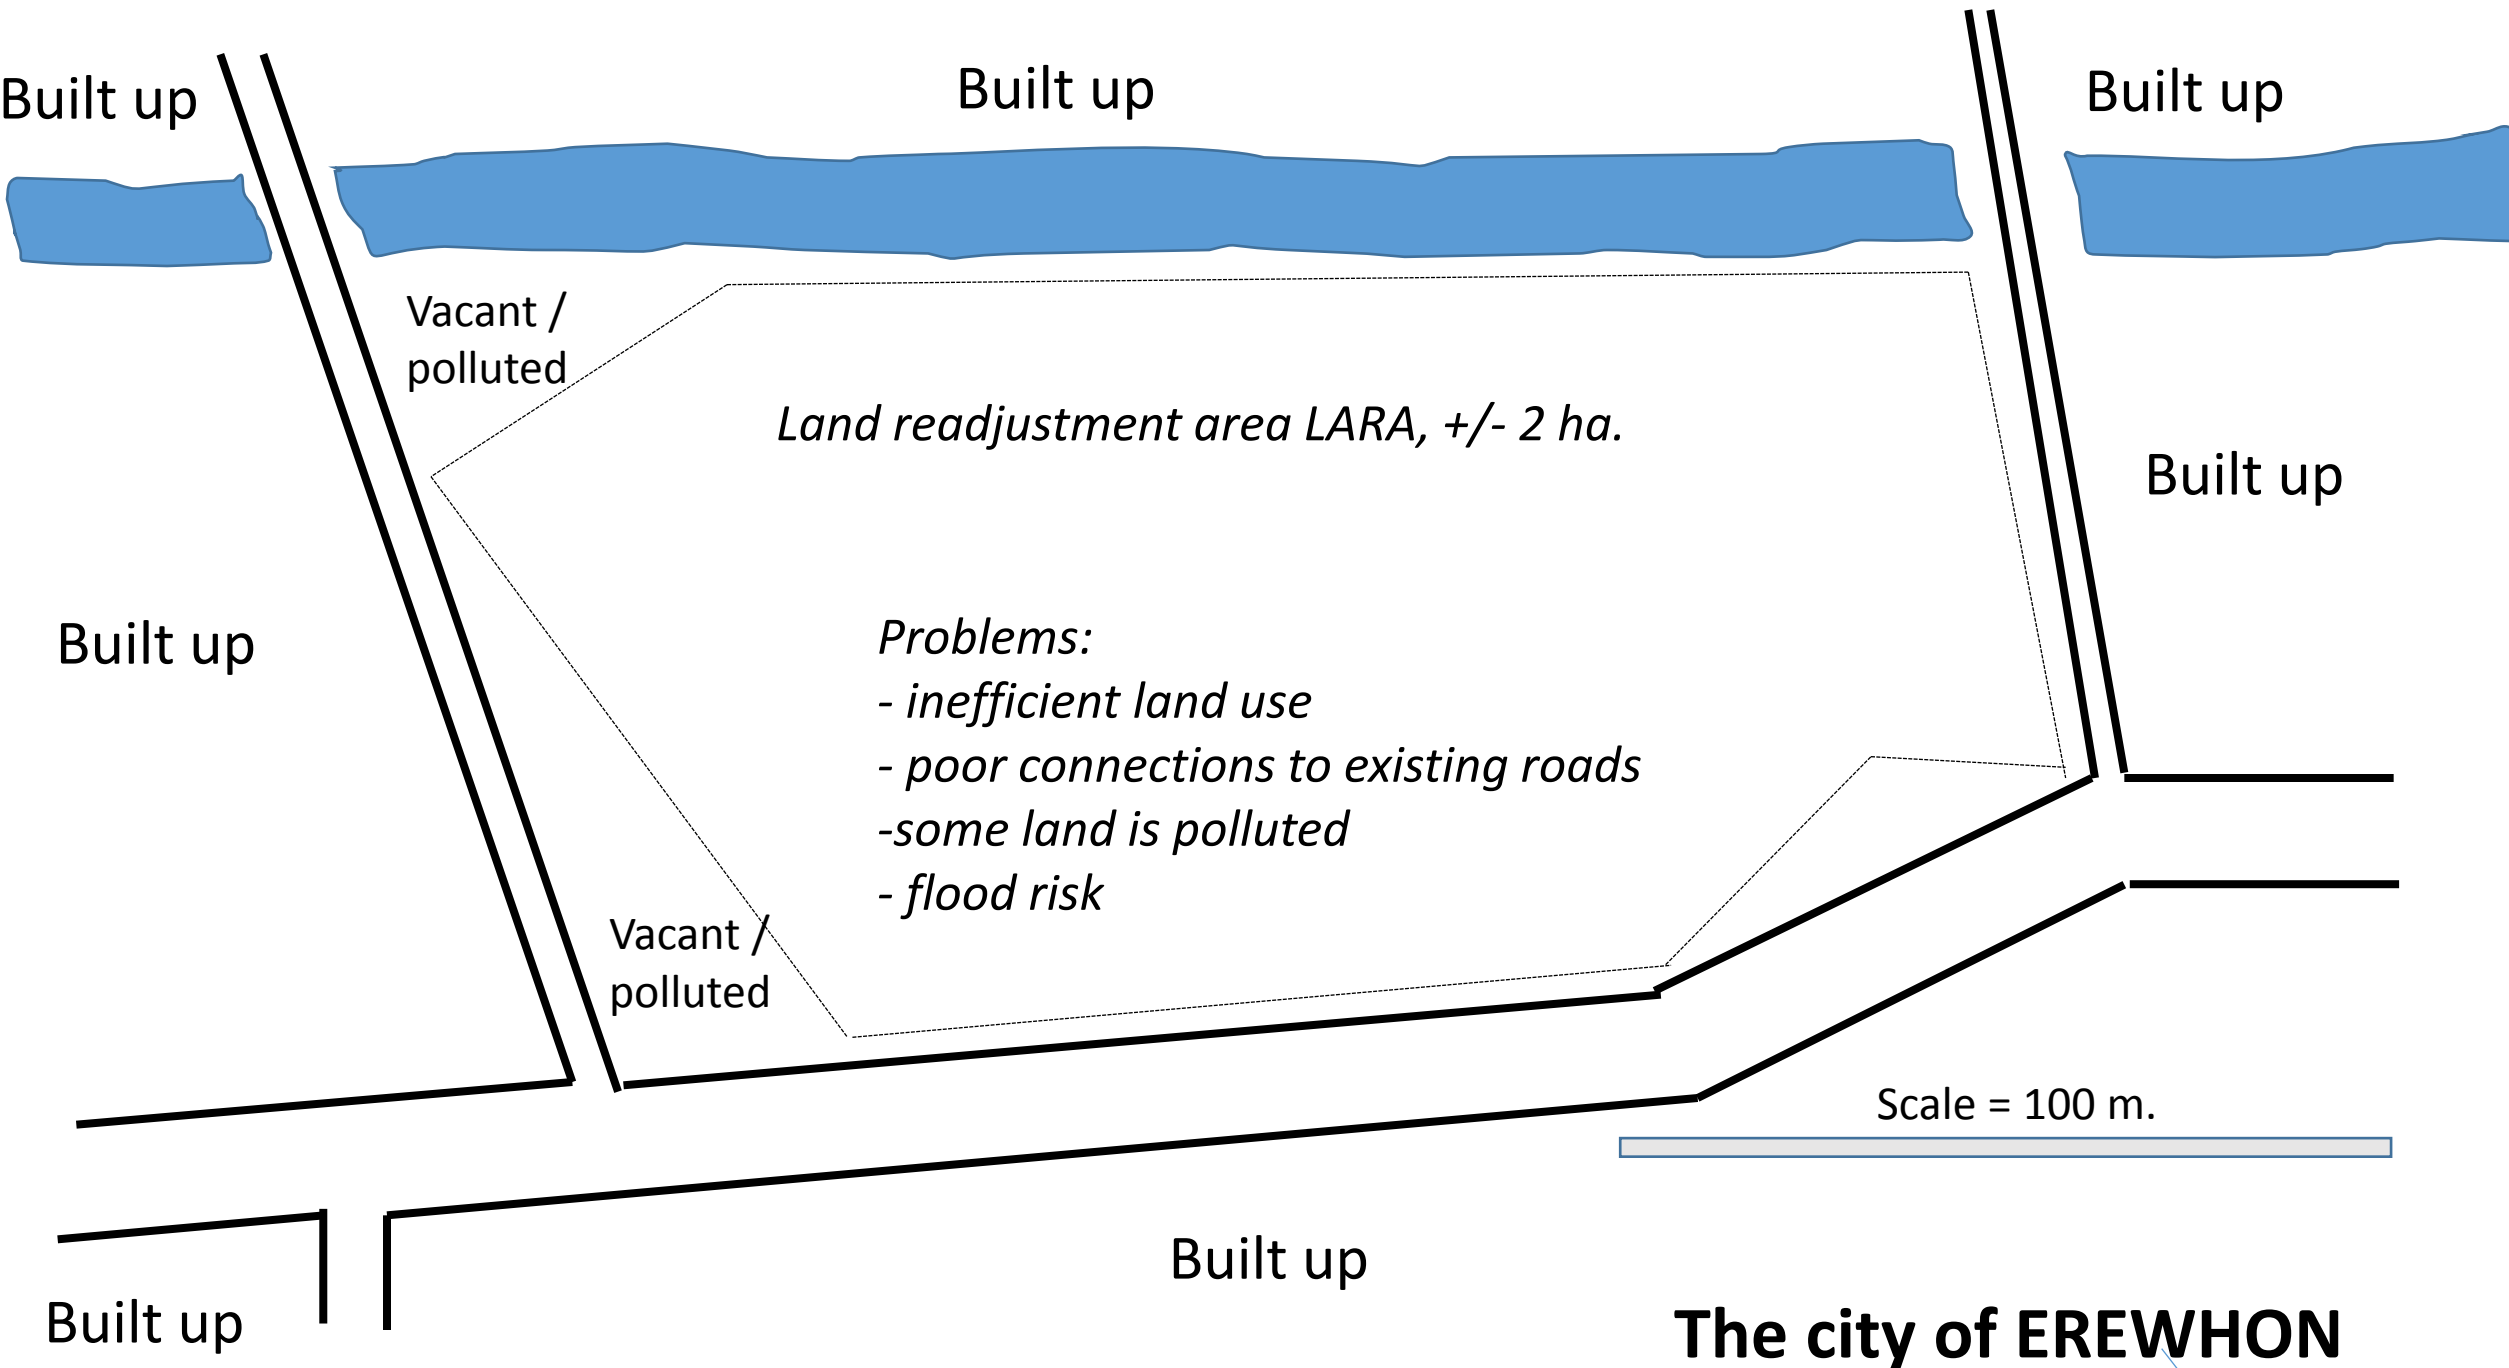 Built up
Built up
Built up
Vacant /
polluted
Land readjustment area LARA, +/- 2 ha.
Built up
Built up
Problems:
- inefficient land use
- poor connections to existing roads
-some land is polluted
- flood risk
Vacant /
polluted
Scale = 100 m.
Built up
Built up
The city of EREWHON